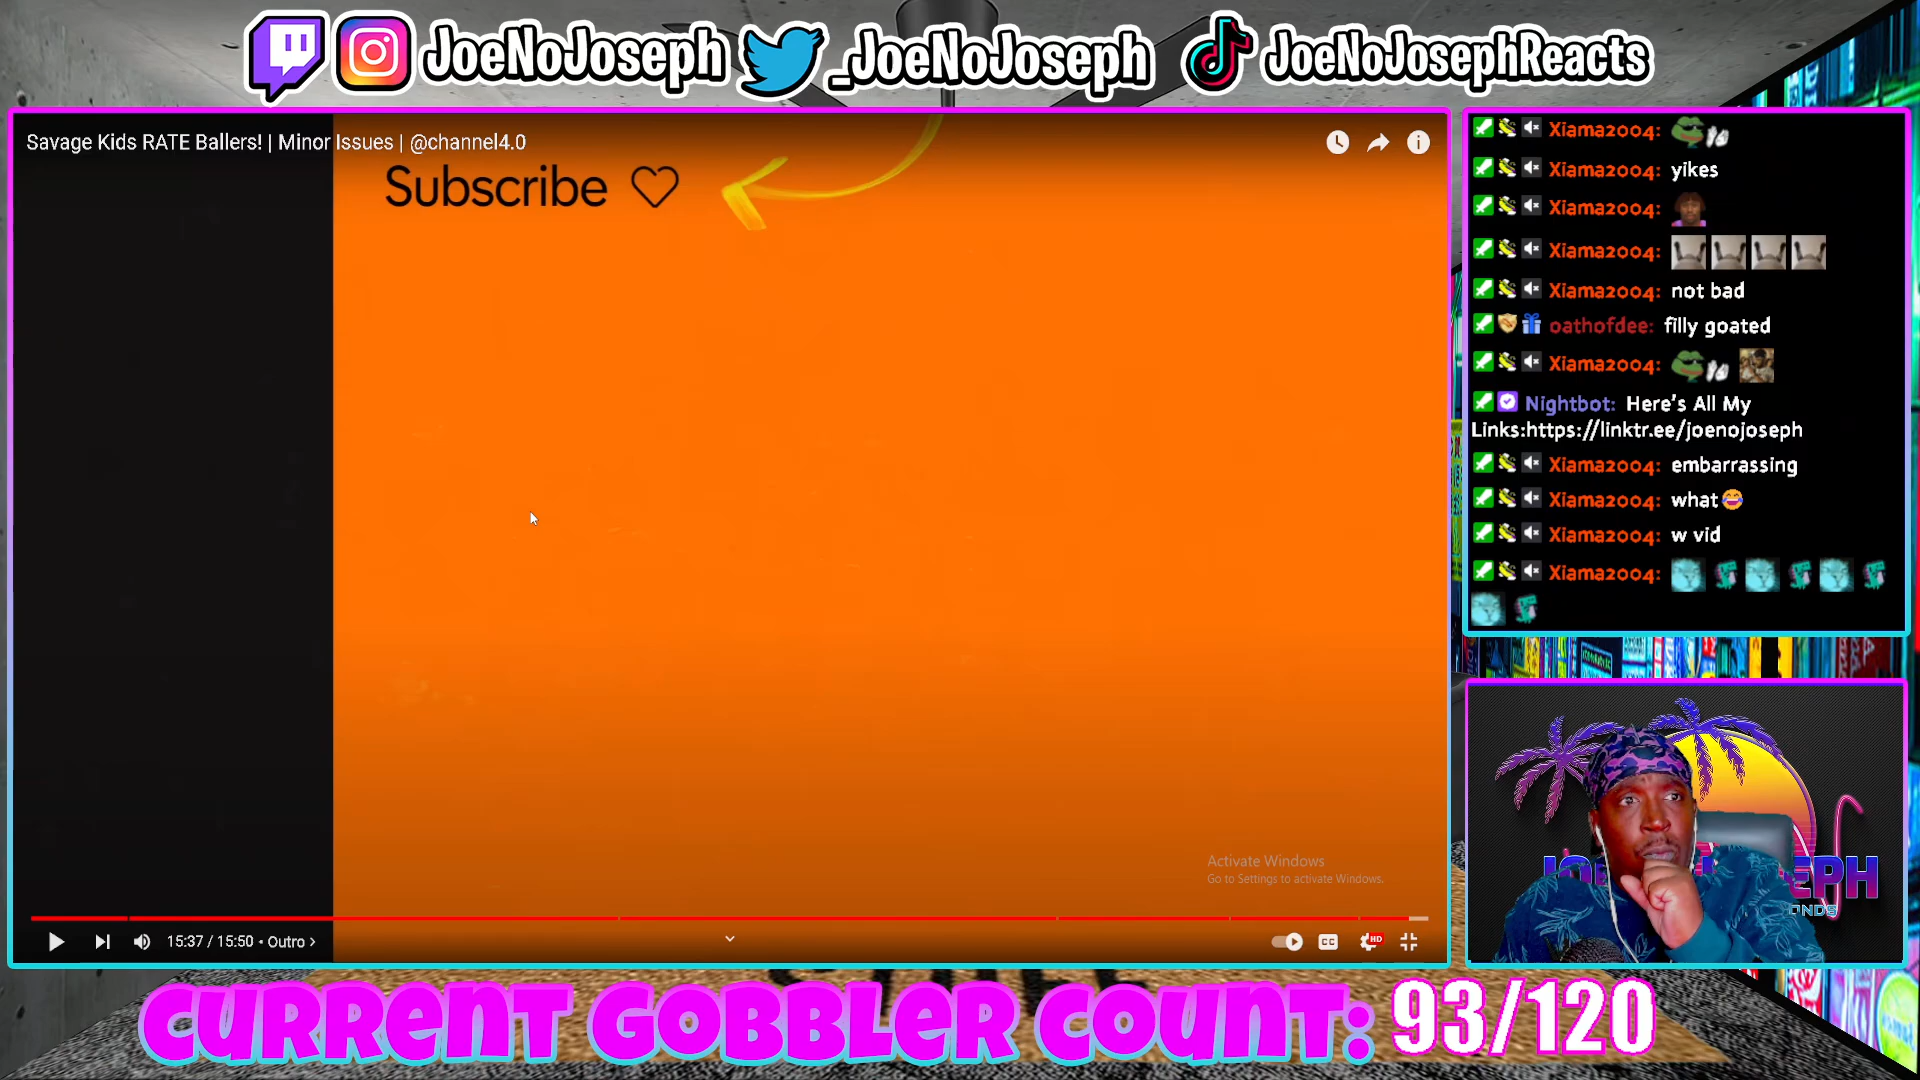 JoeNoJoseph
_JoeNoJoseph
JoeNoJosephReacts
Savage Kids RATE Ballers! | Minor Issues | @channel4.0
Subscribe
Activate Windows
Go to Settings to activate Windows.
15:37 / 15:50 • Outro ›
CC
HD
Xiama2004:
Xiama2004: yikes
Xiama2004:
Xiama2004:
Xiama2004: not bad
oathofdee: filly goated
Xiama2004:
Nightbot: Here's All My
Links:https://linktr.ee/joenojoseph
Xiama2004: embarrassing
Xiama2004: what😂
Xiama2004: w vid
Xiama2004:
CURRENT GOBBLER COUNT: 93/120